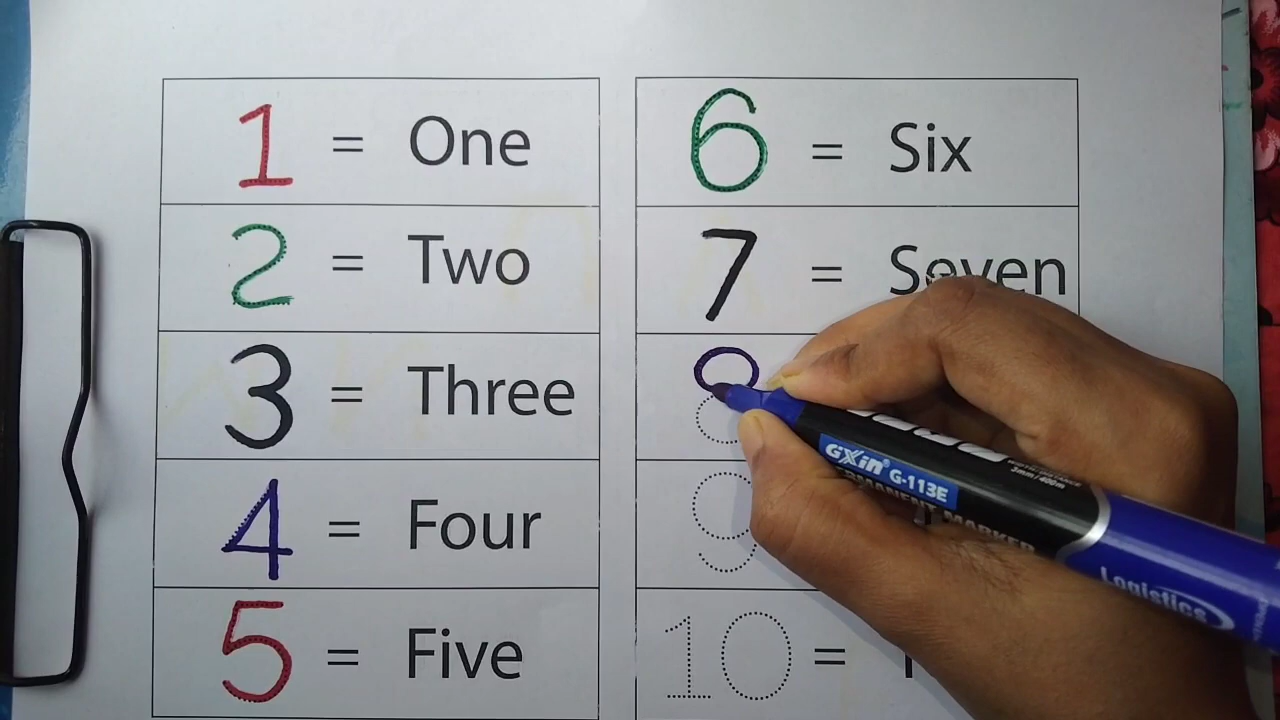 1 = One
2 = Two
3 = Three
4 = Four
5 = Five
6 = Six
7 = Seven
8
9
10 =
GXin® G-113E
PERMANENT MARKER
Logistics